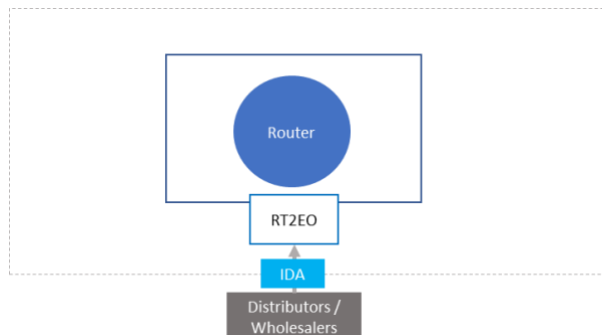 Router
RT2EO
IDA
Distributors /
Wholesalers